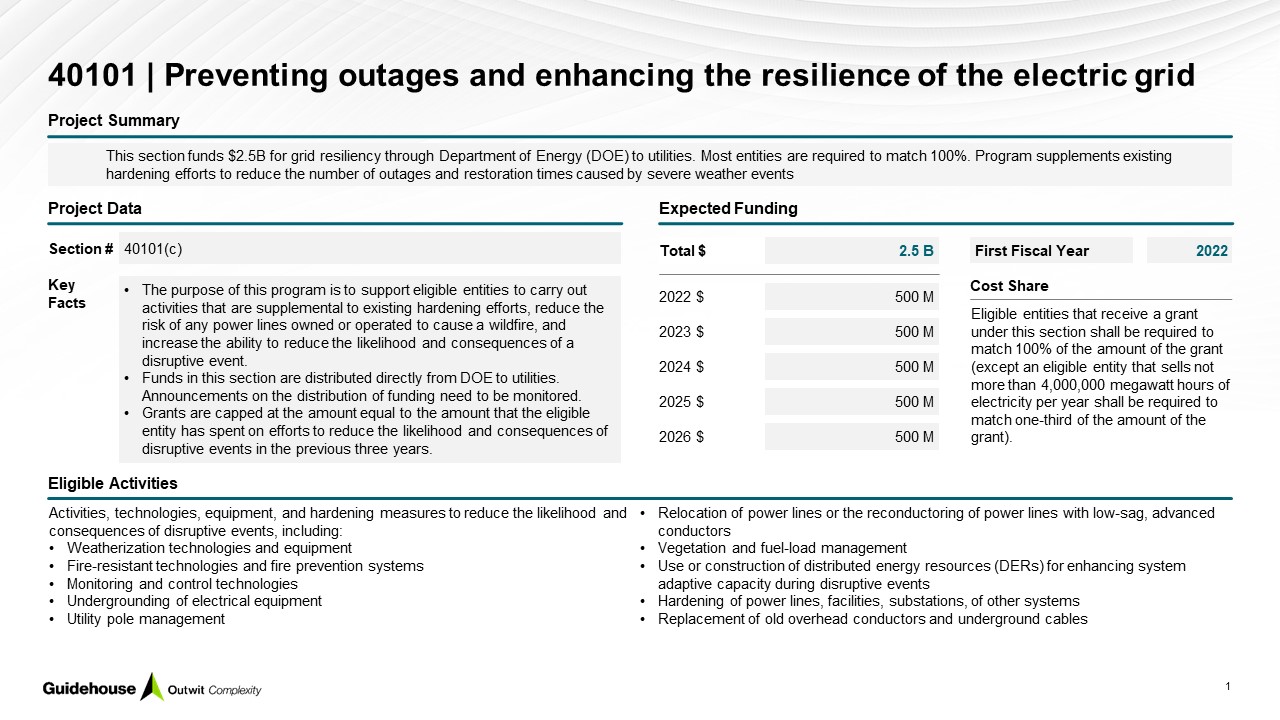 40101 | Preventing outages and enhancing the resilience of the electric grid
Project Summary
This section funds $2.5B for grid resiliency through Department of Energy (DOE) to utilities. Most entities are required to match 100%. Program supplements existing
hardening efforts to reduce the number of outages and restoration times caused by severe weather events
Project Data
Section #
40101(c)
Key
Facts
• The purpose of this program is to support eligible entities to carry out
activities that are supplemental to existing hardening efforts, reduce the
risk of any power lines owned or operated to cause a wildfire, and
increase the ability to reduce the likelihood and consequences of a
disruptive event.
• Funds in this section are distributed directly from DOE to utilities.
Announcements on the distribution of funding need to be monitored.
• Grants are capped at the amount equal to the amount that the eligible
entity has spent on efforts to reduce the likelihood and consequences of
disruptive events in the previous three years.
Expected Funding
Total $ 2.5 B
2022 $ 500 M
2023 $ 500 M
2024 $ 500 M
2025 $ 500 M
2026 $ 500 M
First Fiscal Year 2022
Cost Share
Eligible entities that receive a grant
under this section shall be required to
match 100% of the amount of the grant
(except an eligible entity that sells not
more than 4,000,000 megawatt hours of
electricity per year shall be required to
match one-third of the amount of the
grant).
Eligible Activities
Activities, technologies, equipment, and hardening measures to reduce the likelihood and
consequences of disruptive events, including:
• Weatherization technologies and equipment
• Fire-resistant technologies and fire prevention systems
• Monitoring and control technologies
• Undergrounding of electrical equipment
• Utility pole management
• Relocation of power lines or the reconductoring of power lines with low-sag, advanced
conductors
• Vegetation and fuel-load management
• Use or construction of distributed energy resources (DERs) for enhancing system
adaptive capacity during disruptive events
• Hardening of power lines, facilities, substations, of other systems
• Replacement of old overhead conductors and underground cables
Guidehouse Outwit Complexity
1